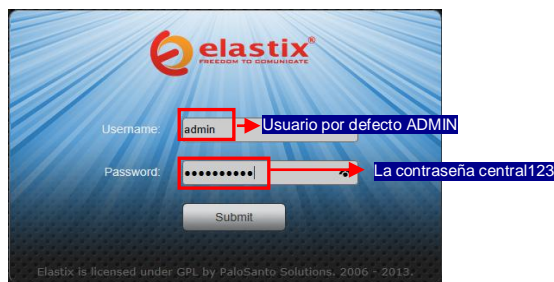 elastix®
FREEDOM TO COMMUNICATE
Username: admin Usuario por defecto ADMIN
Password: •••••••••• La contraseña central123
Submit
Elastix is licensed under GPL by PaloSanto Solutions. 2006 - 2013.